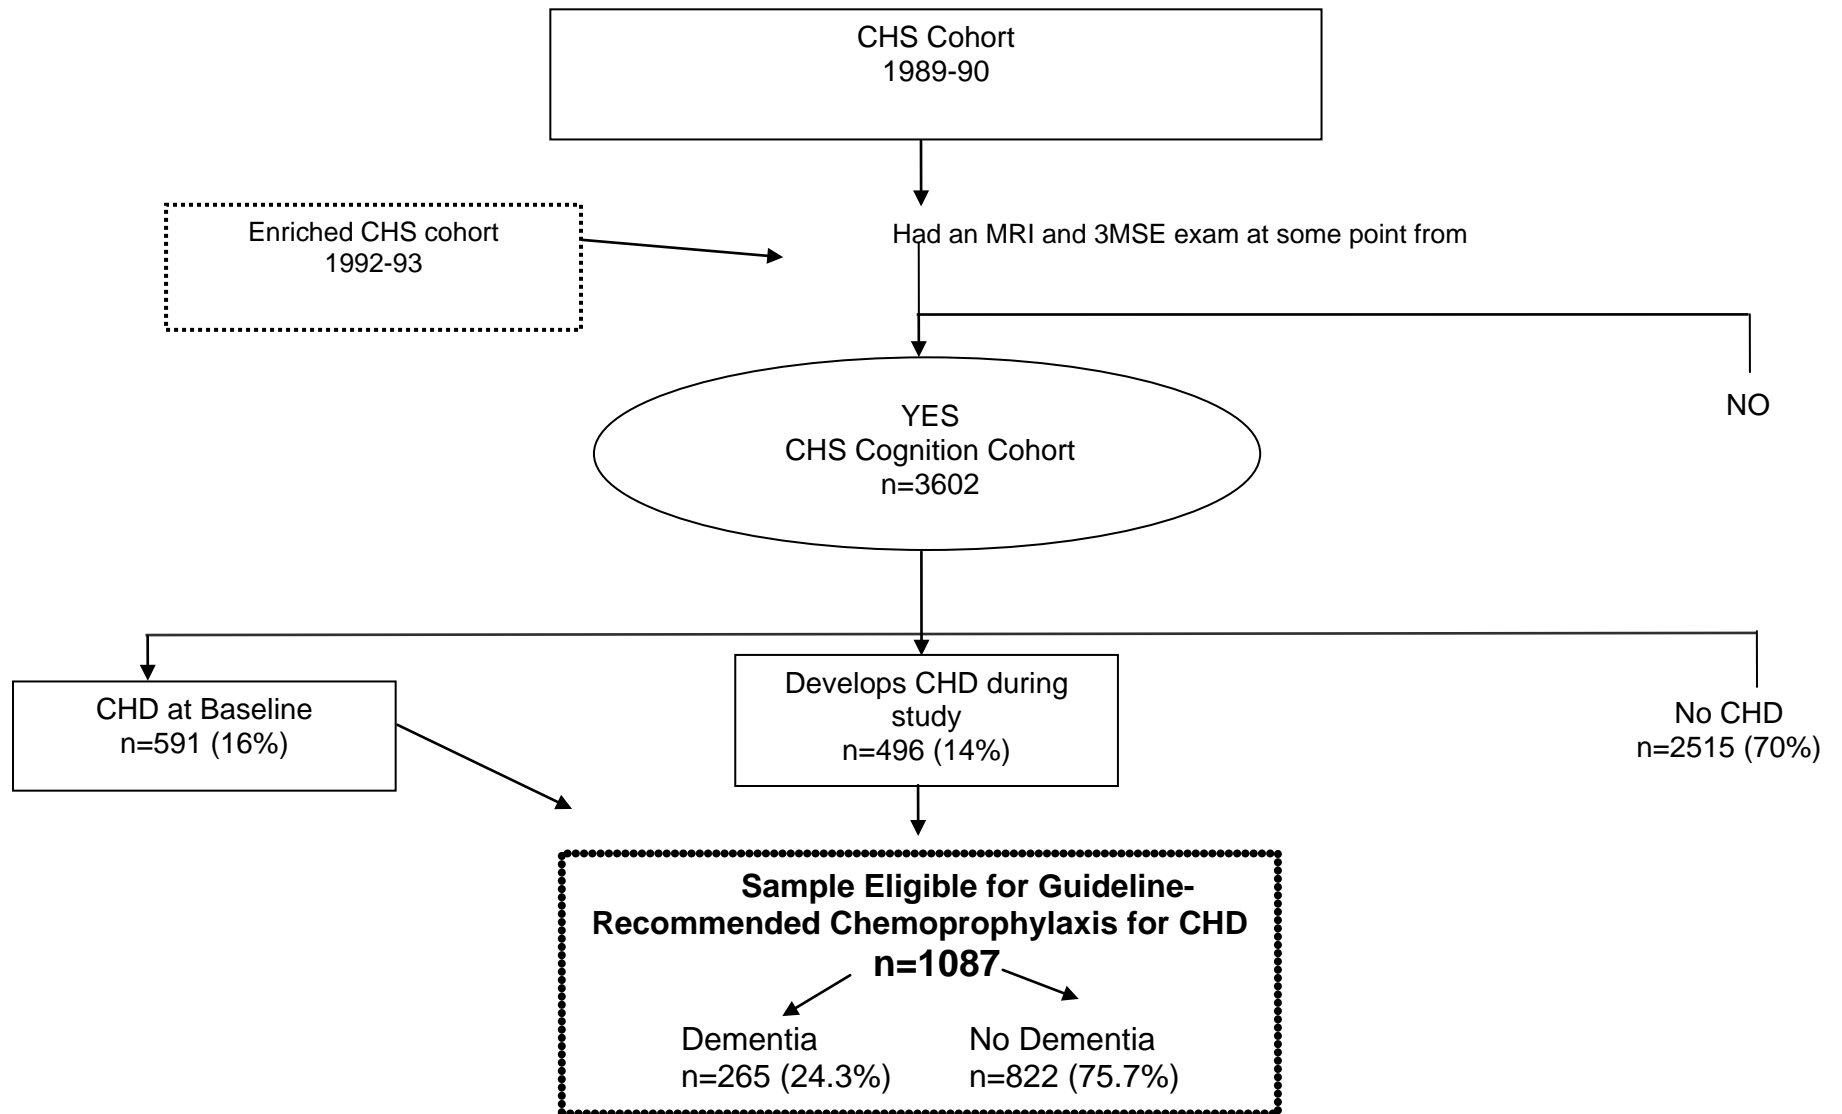 CHS Cohort
1989-90
Enriched CHS cohort
1992-93
Had an MRI and 3MSE exam at some point from
NO
YES
CHS Cognition Cohort
n=3602
CHD at Baseline
n=591 (16%)
Develops CHD during
study
n=496 (14%)
No CHD
n=2515 (70%)
Sample Eligible for Guideline-
Recommended Chemoprophylaxis for CHD
n=1087
Dementia
n=265 (24.3%)
No Dementia
n=822 (75.7%)